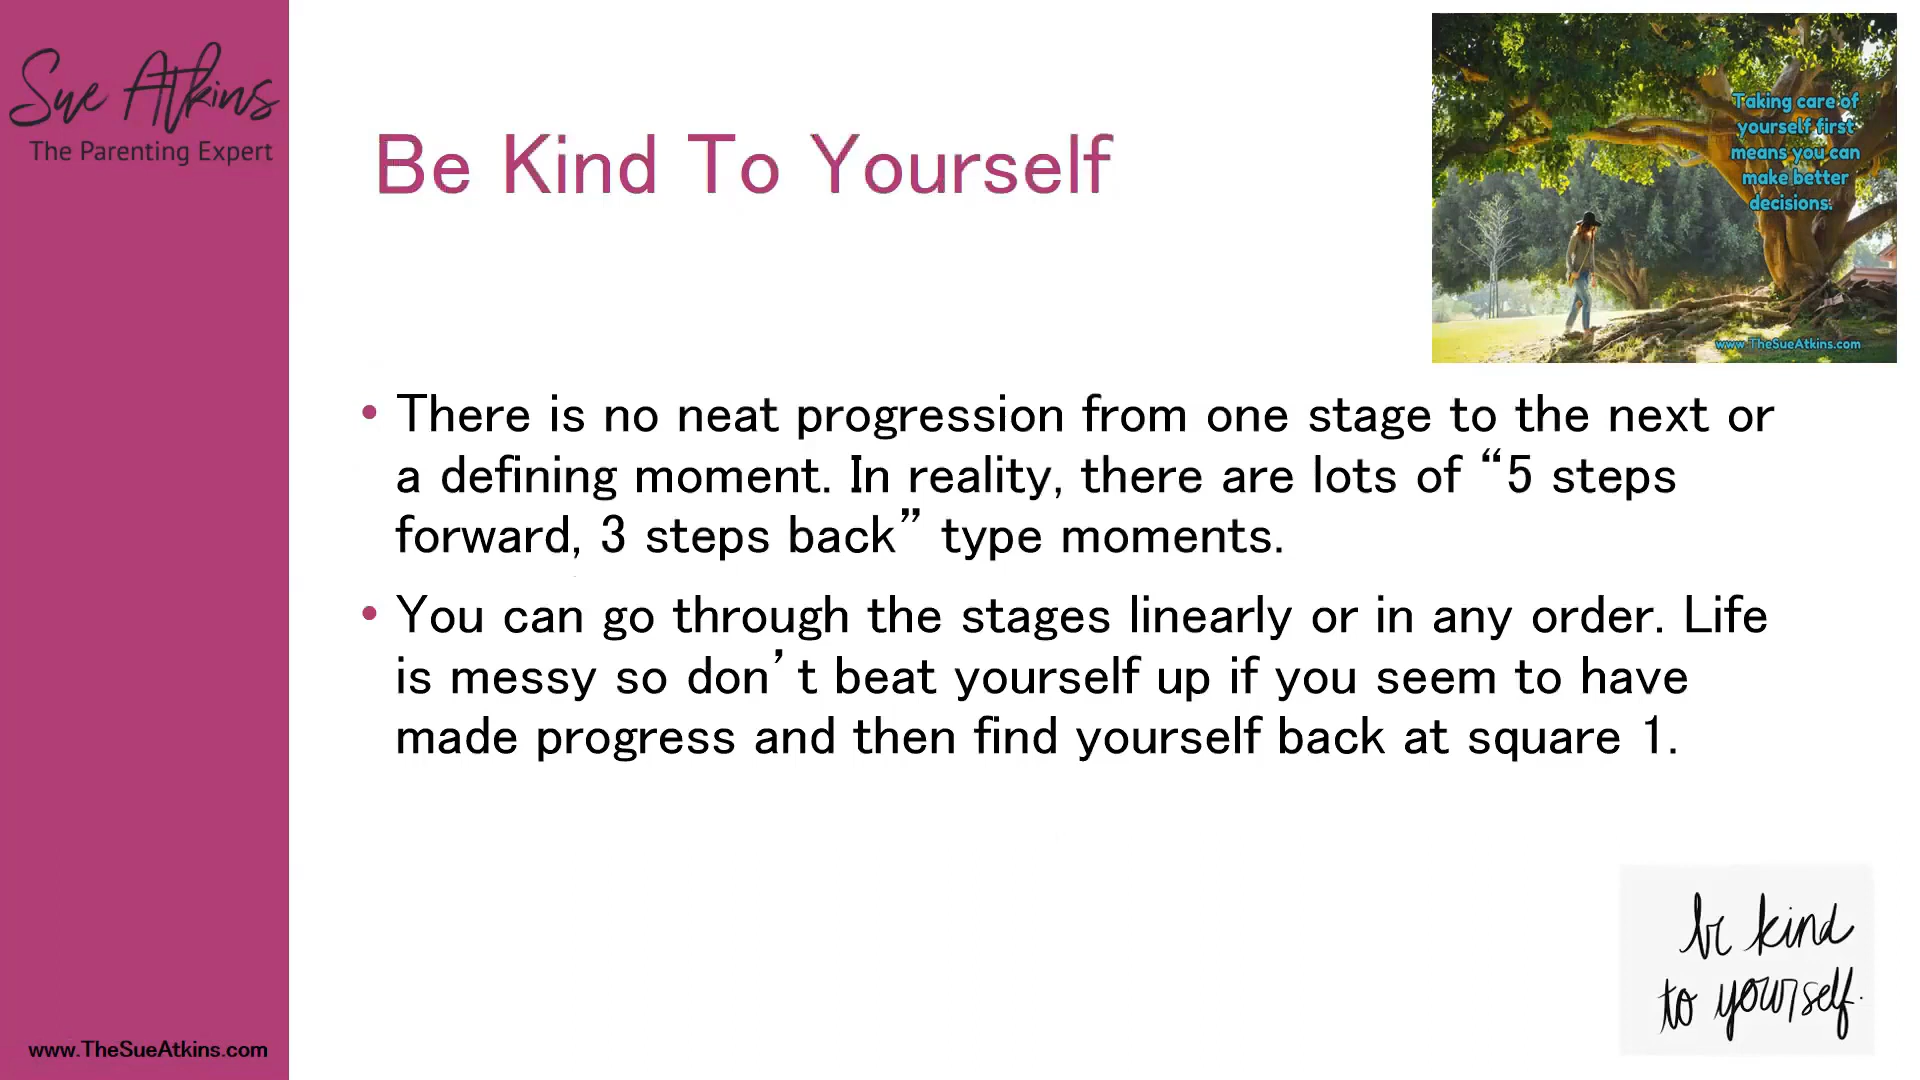 Sue Atkins
The Parenting Expert
Be Kind To Yourself
Taking care of
yourself first
means you can
make better
decisions.
www.TheSueAtkins.com
• There is no neat progression from one stage to the next or
a defining moment. In reality, there are lots of “5 steps
forward, 3 steps back” type moments.
• You can go through the stages linearly or in any order. Life
is messy so don’t beat yourself up if you seem to have
made progress and then find yourself back at square 1.
be kind
to yourself.
www.TheSueAtkins.com